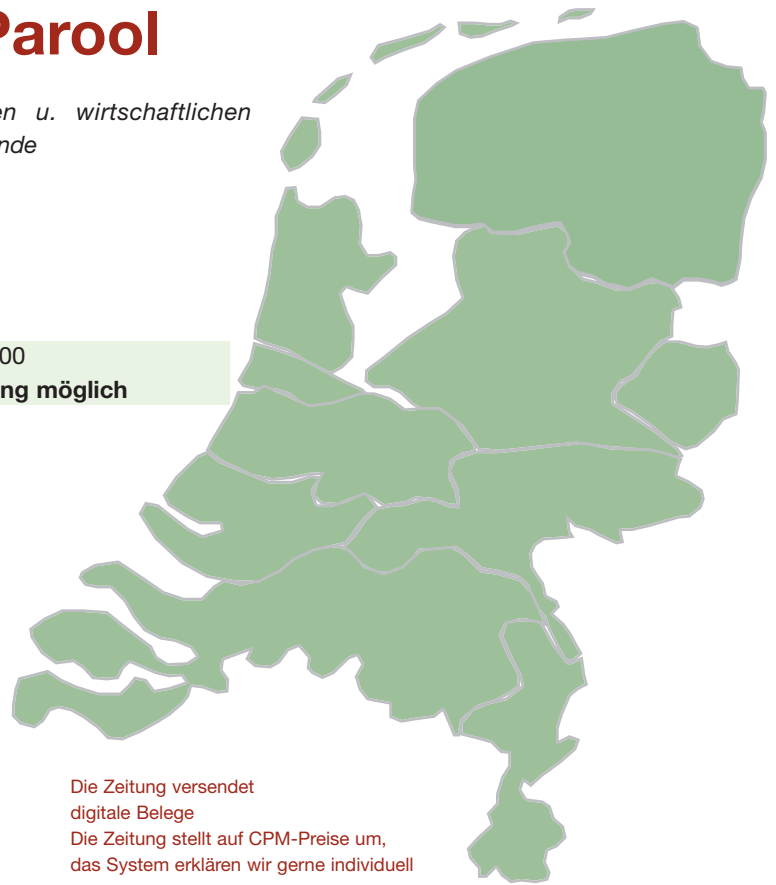 Parool
en u. wirtschaftlichen
nde
00
ng möglich
Die Zeitung versendet
digitale Belege
Die Zeitung stellt auf CPM-Preise um,
das System erklären wir gerne individuell